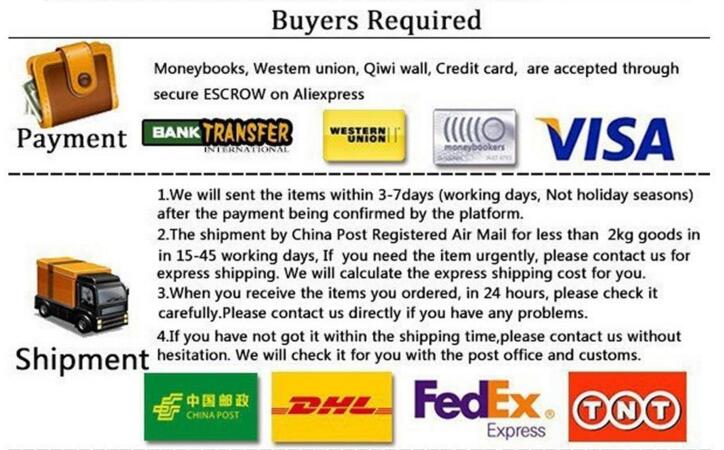 Buyers Required
Moneybooks, Westem union, Qiwi wall, Credit card, are accepted through
secure ESCROW on Aliexpress
Payment
BANK TRANSFER
INTERNATIONAL
WESTERN
UNION
moneybookers
VISA
1.We will sent the items within 3-7days (working days, Not holiday seasons)
after the payment being confirmed by the platform.
2.The shipment by China Post Registered Air Mail for less than 2kg goods in
in 15-45 working days, If you need the item urgently, please contact us for
express shipping. We will calculate the express shipping cost for you.
3.When you receive the items you ordered, in 24 hours, please check it
carefully.Please contact us directly if you have any problems.
4.If you have not got it within the shipping time,please contact us without
hesitation. We will check it for you with the post office and customs.
Shipment
中国邮政
CHINA POST
DHL
FedEx
Express
TNT